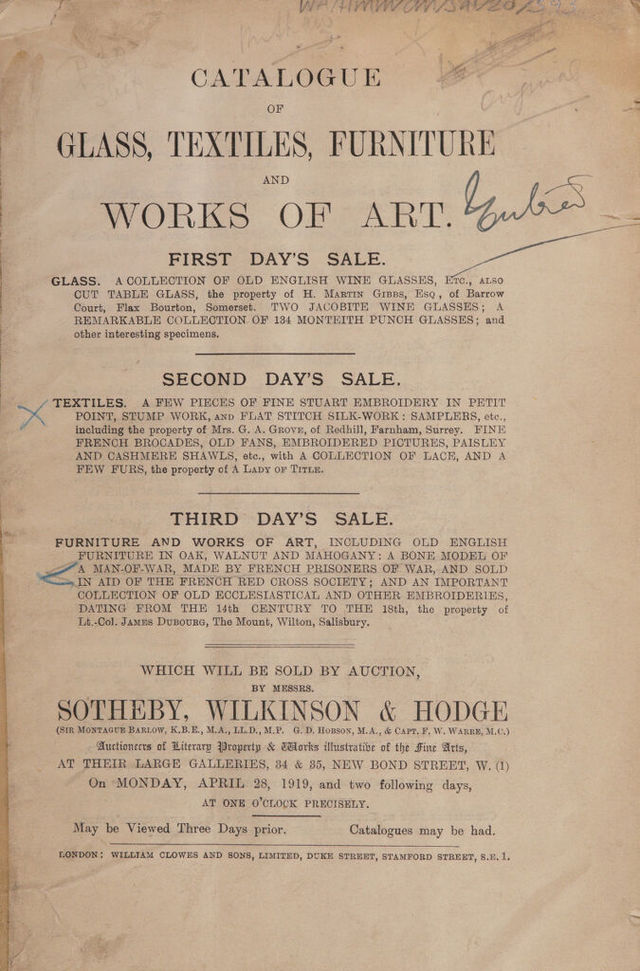 WA/HMM/CM/Sal/20/
CATALOGUE
OF
GLASS, TEXTILES, FURNITURE
AND
WORKS OF ART.
FIRST DAY'S SALE.
GLASS. A COLLECTION OF OLD ENGLISH WINE GLASSES, ETC., ALSO
CUT TABLE GLASS, the property of H. MARTIN GIBBS, ESQ, of Barrow
Court, Flax Bourton, Somerset. TWO JACOBITE WINE GLASSES; A
REMARKABLE COLLECTION OF 134 MONTEITH PUNCH GLASSES; and
other interesting specimens.
SECOND DAY'S SALE.
TEXTILES. A FEW PIECES OF FINE STUART EMBROIDERY IN PETIT
POINT, STUMP WORK, AND FLAT STITCH SILK-WORK: SAMPLERS, etc.,
including the property of Mrs. G. A. GROVE, of Redhill, Farnham, Surrey. FINE
FRENCH BROCADES, OLD FANS, EMBROIDERED PICTURES, PAISLEY
AND CASHMERE SHAWLS, etc., with A COLLECTION OF LACE, AND A
FEW FURS, the property of A LADY OF TITLE.
THIRD DAY'S SALE.
FURNITURE AND WORKS OF ART, INCLUDING OLD ENGLISH
FURNITURE IN OAK, WALNUT AND MAHOGANY: A BONE MODEL OF
A MAN-OF-WAR, MADE BY FRENCH PRISONERS OF WAR, AND SOLD
IN AID OF THE FRENCH RED CROSS SOCIETY; AND AN IMPORTANT
COLLECTION OF OLD ECCLESIASTICAL AND OTHER EMBROIDERIES,
DATING FROM THE 14th CENTURY TO THE 18th, the property of
Lt.-Col. JAMES DUBOURG, The Mount, Wilton, Salisbury.
WHICH WILL BE SOLD BY AUCTION,
BY MESSRS.
SOTHEBY, WILKINSON & HODGE
(SIR MONTAGUE BARLOW, K.B.E., M.A., LL.D., M.P. G. D. HOBSON, M.A., & CAPT. F. W. WARRE, M.C.)
Auctioneers of Literary Property & Works illustrative of the Fine Arts,
AT THEIR LARGE GALLERIES, 34 & 35, NEW BOND STREET, W. (1)
On MONDAY, APRIL 28, 1919, and two following days,
AT ONE O'CLOCK PRECISELY.
May be Viewed Three Days prior. Catalogues may be had.
LONDON: WILLIAM CLOWES AND SONS, LIMITED, DUKE STREET, STAMFORD STREET, S.E. 1.